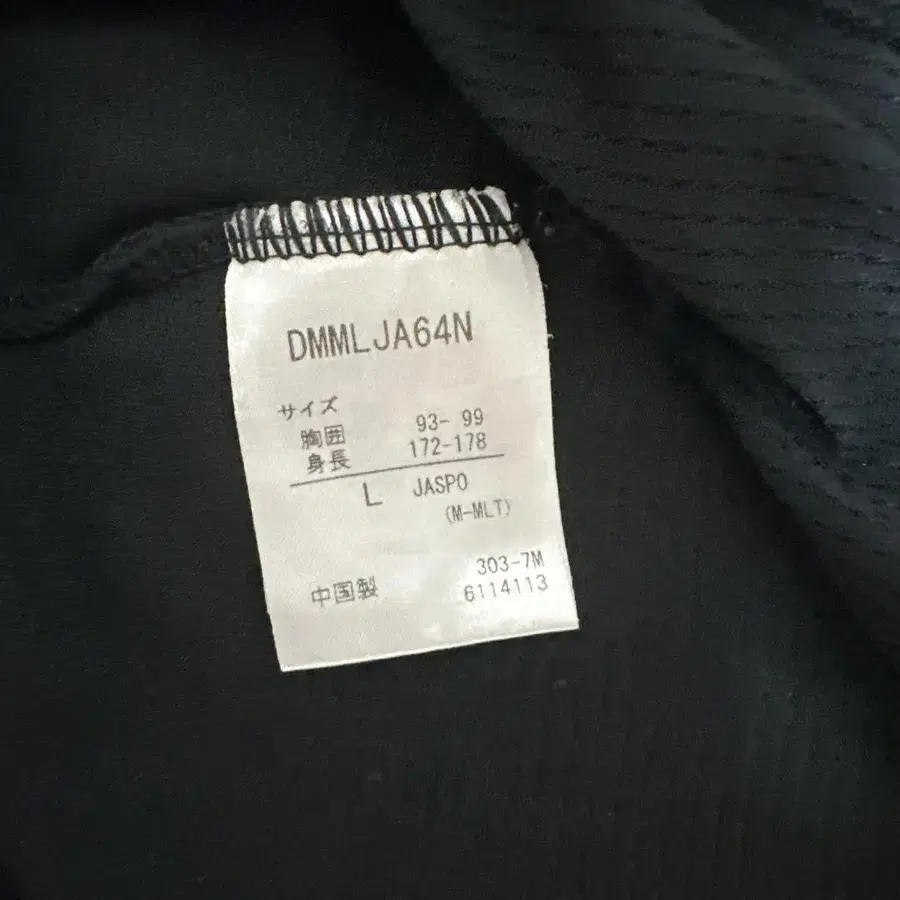 DMMLJA64N
サイズ
胸囲 93- 99
身長 172-178
L JASPO
(M-MLT)
303-7M
中国製 6114113